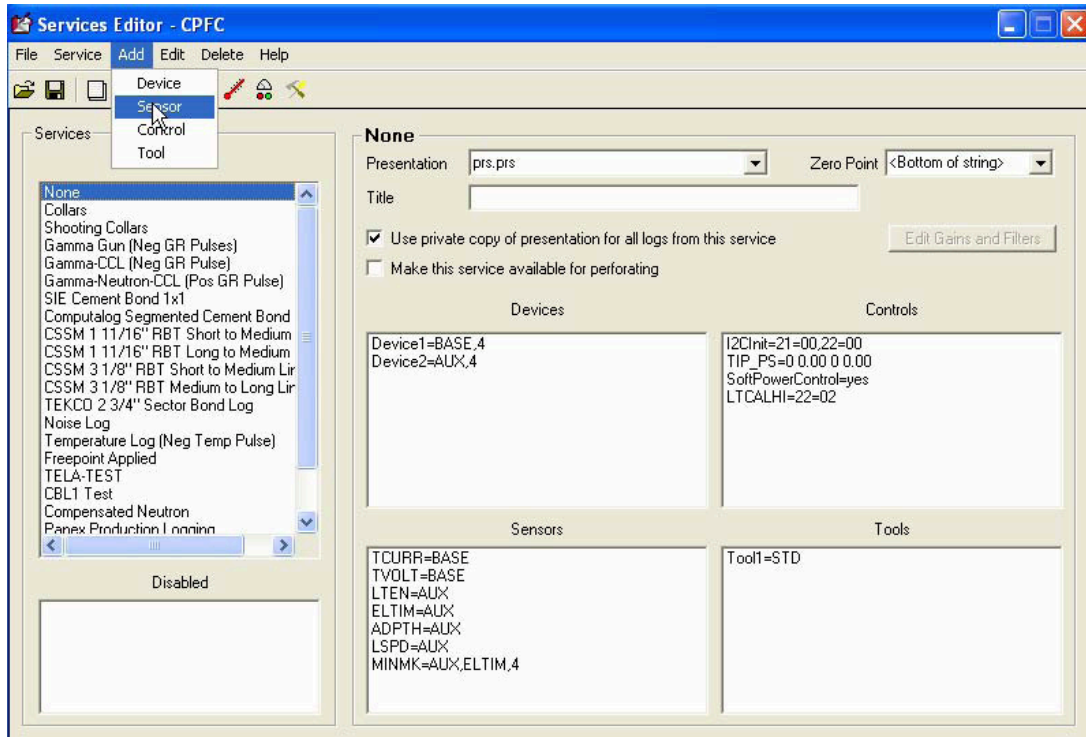 Services Editor - CPFC
File Service Add Edit Delete Help
Device
Sensor
Control
Tool
Services
None
Collars
Shooting Collars
Gamma Gun (Neg GR Pulses)
Gamma-CCL (Neg GR Pulses)
Gamma-Neutron-CCL (Pos GR Pulse)
SIE Cement Bond 1x1
Computalog Segmented Cement Bond
CSSM 1 11/16" RBT Short to Medium
CSSM 1 11/16" RBT Long to Medium
CSSM 3 1/8" RBT Short to Medium Lir
CSSM 3 1/8" RBT Medium to Long Lir
TEKCO 2 3/4" Sector Bond Log
Noise Log
Temperature Log (Neg Temp Pulse)
Freepoint Applied
TELA-TEST
CBL1 Test
Compensated Neutron
Panex Production Logging
Disabled
None
Presentation prs.prs Zero Point <Bottom of string>
Title
Use private copy of presentation for all logs from this service
Edit Gains and Filters
Make this service available for perforating
Devices
Device1=BASE,4
Device2=AUX,4
Controls
I2CInit=21=00,22=00
TIP_PS=0 0.00 0 0.00
SoftPowerControl=yes
LTCALHI=22=02
Sensors
TCURR=BASE
TVOLT=BASE
LTEN=AUX
ELTIM=AUX
ADPTH=AUX
LSPD=AUX
MINMK=AUX,ELTIM,4
Tools
Tool1=STD